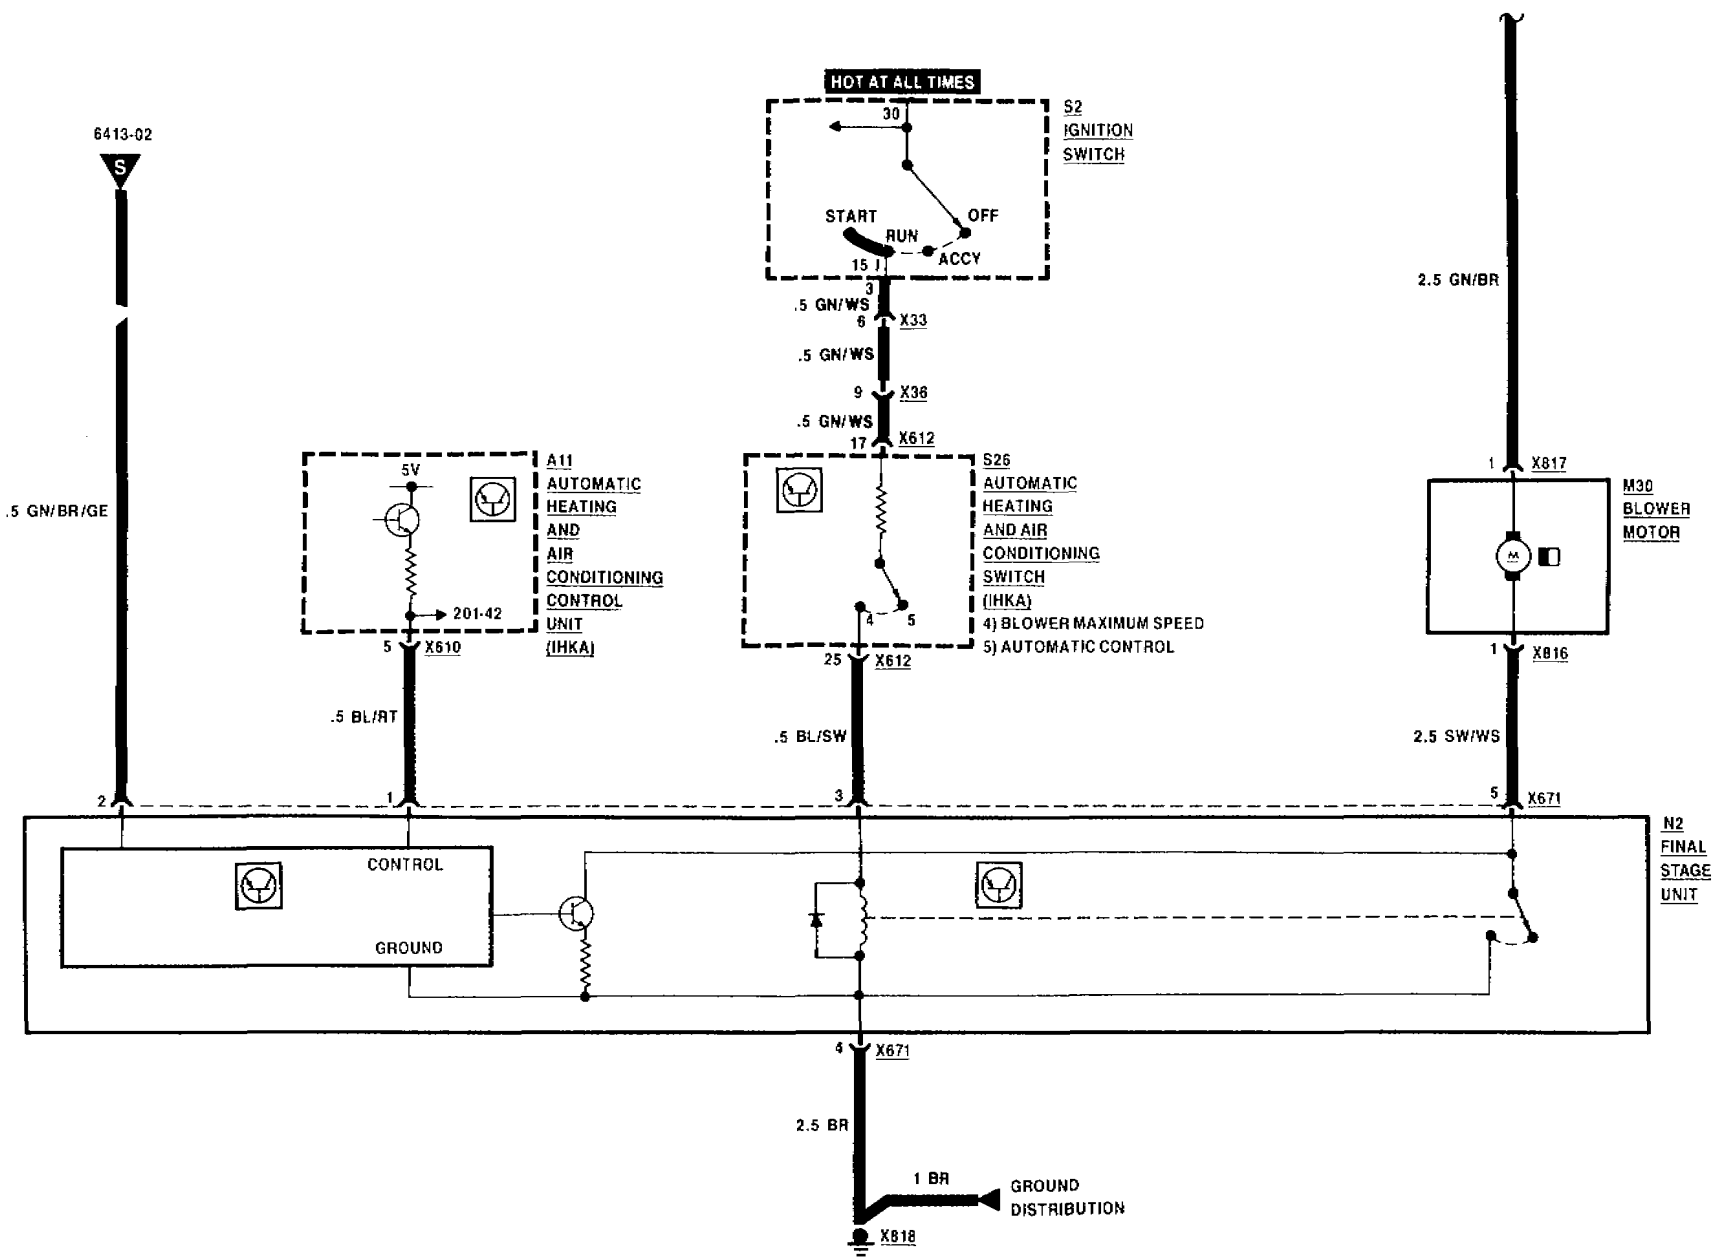 HOT AT ALL TIMES
30
S2
IGNITION
SWITCH
6413-02
S
START
OFF
RUN
ACCY
15
3
.5 GN/WS
6
X33
2.5 GN/BR
.5 GN/WS
9
X36
.5 GN/WS
17
X612
1
X817
5V
A11
AUTOMATIC
HEATING
AND
AIR
CONDITIONING
CONTROL
UNIT
(IHKA)
201-42
S26
AUTOMATIC
HEATING
AND AIR
CONDITIONING
SWITCH
(IHKA)
4) BLOWER MAXIMUM SPEED
5) AUTOMATIC CONTROL
4
5
M30
BLOWER
MOTOR
M
.5 GN/BR/GE
5
X610
25
X612
1
X816
.5 BL/RT
.5 BL/SW
2.5 SW/WS
2
1
3
5
X671
N2
FINAL
STAGE
UNIT
CONTROL
GROUND
4
X671
2.5 BR
1 BR
GROUND
DISTRIBUTION
X818